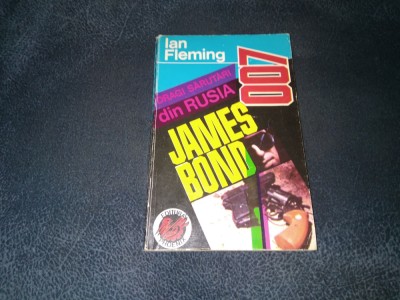 Ian
Fleming
007
DRAGI SARUTARI
din RUSIA
JAMES
BOND